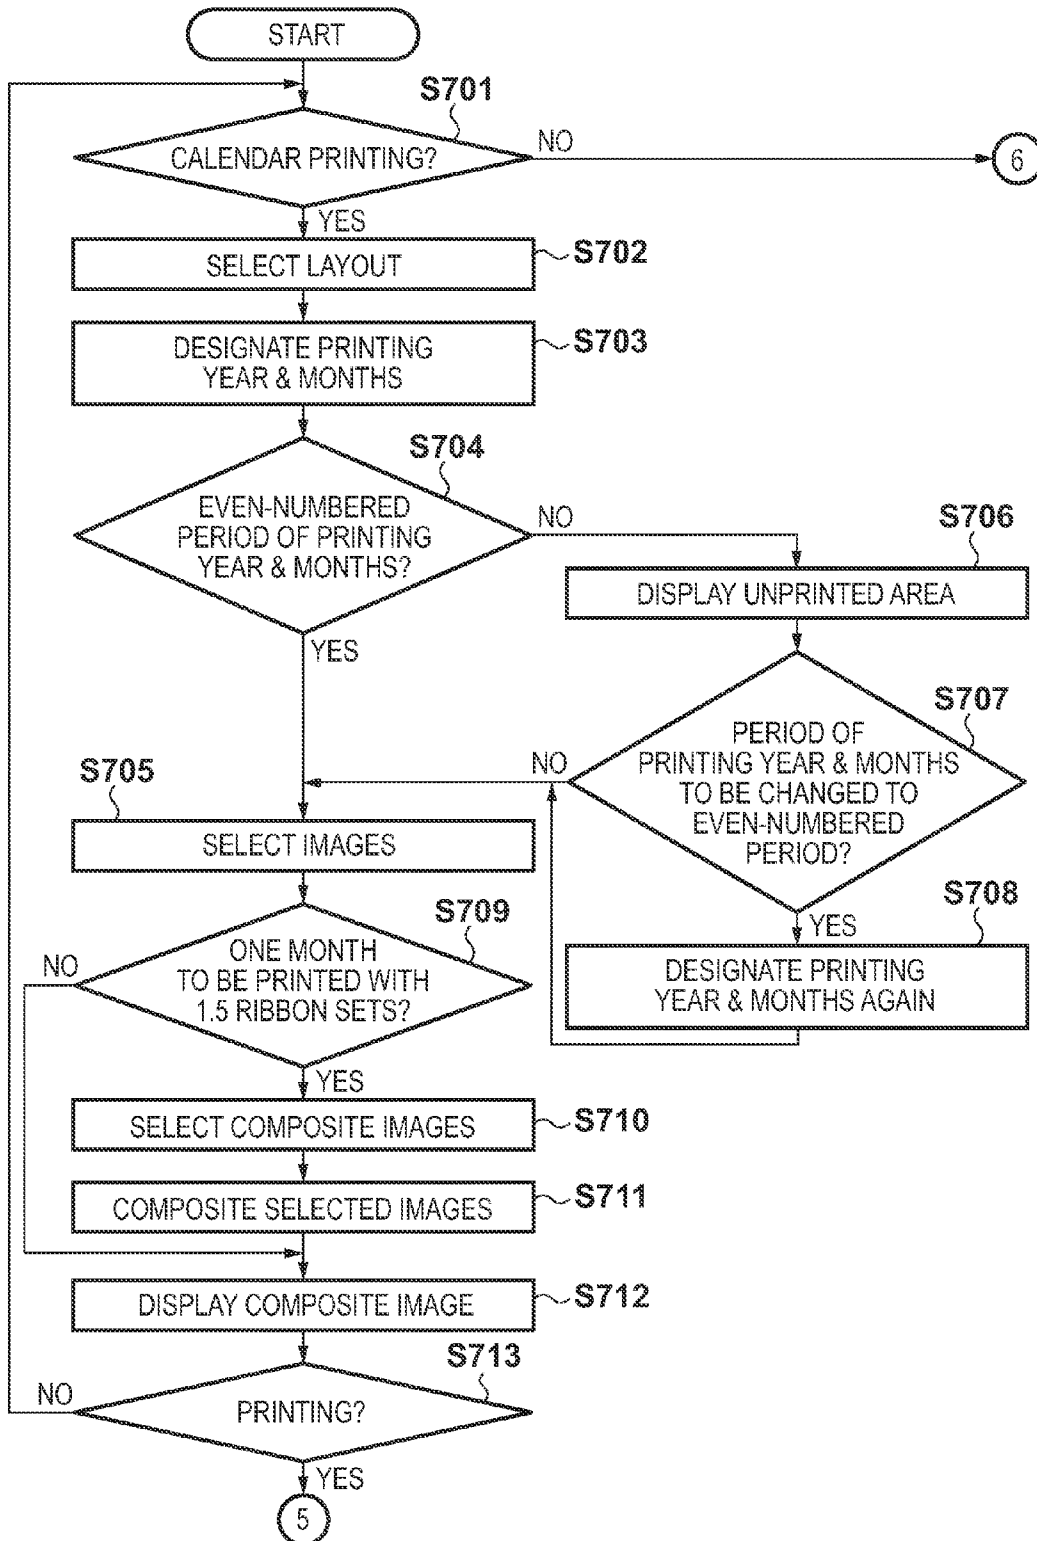 START
S701
CALENDAR PRINTING?
NO
6
YES
SELECT LAYOUT
S702
DESIGNATE PRINTING
YEAR & MONTHS
S703
S704
EVEN-NUMBERED
PERIOD OF PRINTING
YEAR & MONTHS?
NO
YES
S706
DISPLAY UNPRINTED AREA
S707
PERIOD OF
PRINTING YEAR & MONTHS
TO BE CHANGED TO
EVEN-NUMBERED
PERIOD?
NO
YES
S708
DESIGNATE PRINTING
YEAR & MONTHS AGAIN
S705
SELECT IMAGES
S709
ONE MONTH
TO BE PRINTED WITH
1.5 RIBBON SETS?
NO
YES
SELECT COMPOSITE IMAGES
S710
COMPOSITE SELECTED IMAGES
S711
DISPLAY COMPOSITE IMAGE
S712
S713
PRINTING?
NO
YES
5